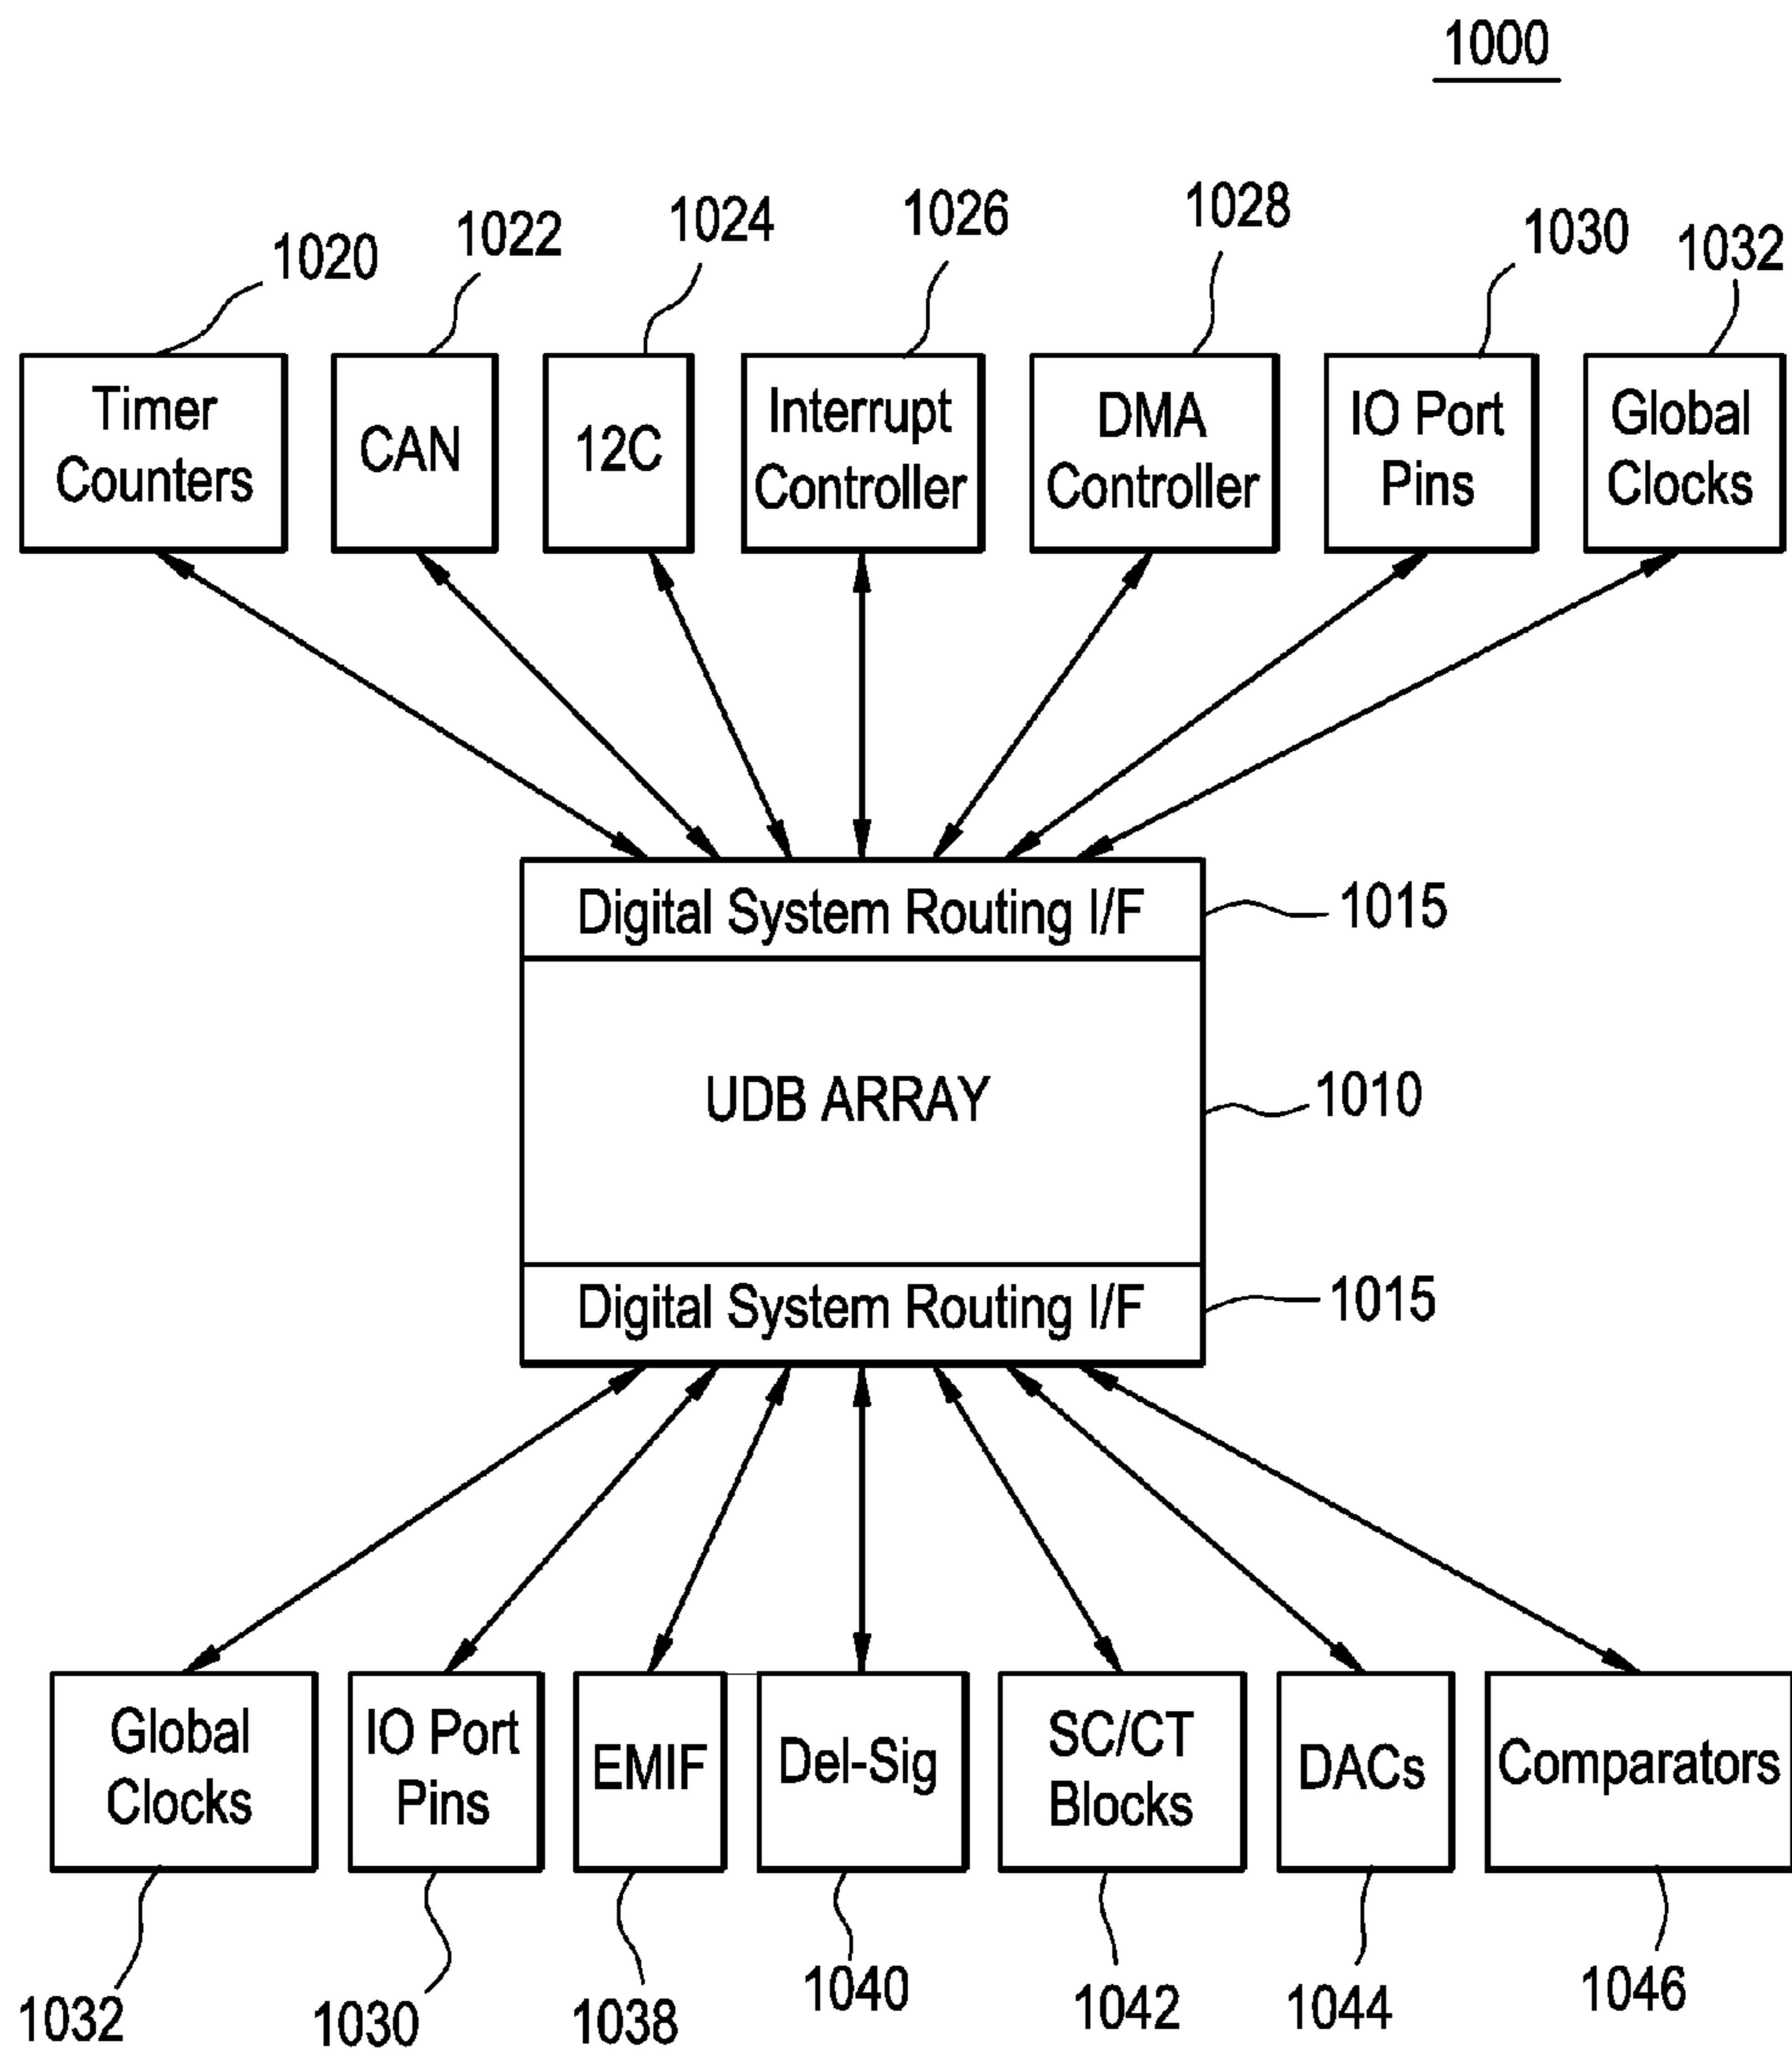 1000
1020
1022
1024
1026
1028
1030
1032
Timer
Counters
CAN
12C
Interrupt
Controller
DMA
Controller
IO Port
Pins
Global
Clocks
Digital System Routing I/F
1015
UDB ARRAY
1010
Digital System Routing I/F
1015
Global
Clocks
IO Port
Pins
EMIF
Del-Sig
SC/CT
Blocks
DACs
Comparators
1032
1030
1038
1040
1042
1044
1046